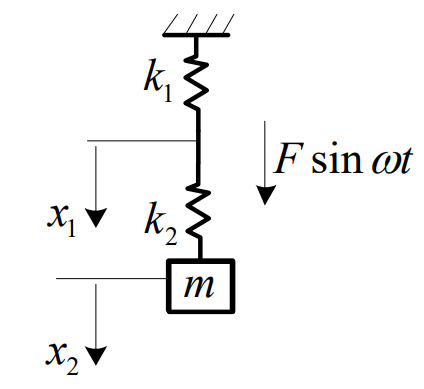 k₁
F sin ωt
x₁
k₂
m
x₂